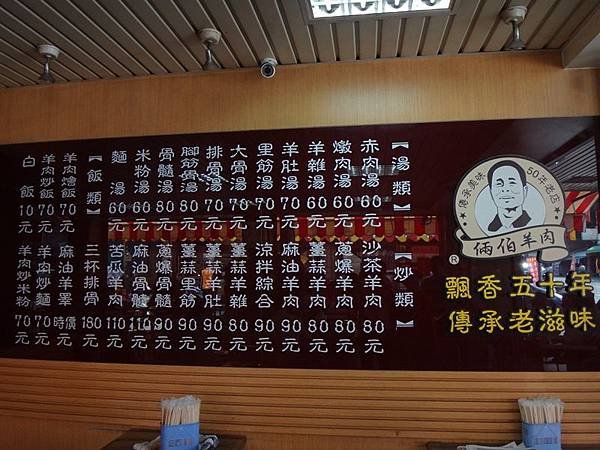 【湯類】
赤肉湯 60元
燉肉湯 60元
羊雜湯 60元
羊肚湯 70元
里筋湯 70元
大骨湯 70元
排骨湯 70元
腳筋骨湯 80元
骨髓湯 80元
米粉湯 60元
麵湯 60元
【飯類】
羊肉燴飯 70元
羊肉炒飯 70元
白飯 10元
【炒類】
沙茶羊肉 80元
蔥爆羊肉 80元
薑蒜羊肉 80元
麻油羊肉 90元
涼拌綜合 90元
薑蒜羊雜 80元
薑蒜羊肚 90元
薑蒜里筋 90元
蔥爆骨髓 90元
麻油骨髓 110元
苦瓜羊肉 110元
三杯排骨 180元
麻油羊睪 時價
羊肉炒麵 70元
羊肉炒米粉 70元
傳承美味 50年老店
俩伯羊肉
®
飄香五十年
傳承老滋味